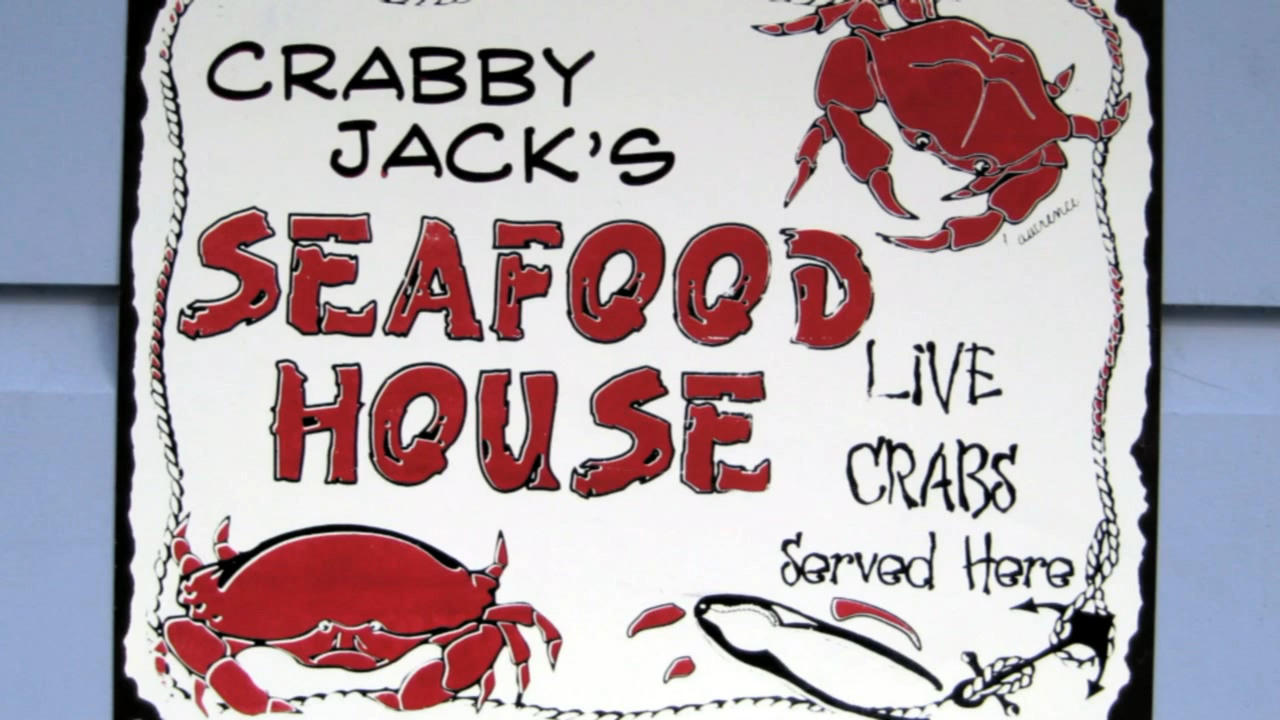 CRABBY
JACK'S
SEAFOOD
HOUSE
LiVE
CRABS
Served Here